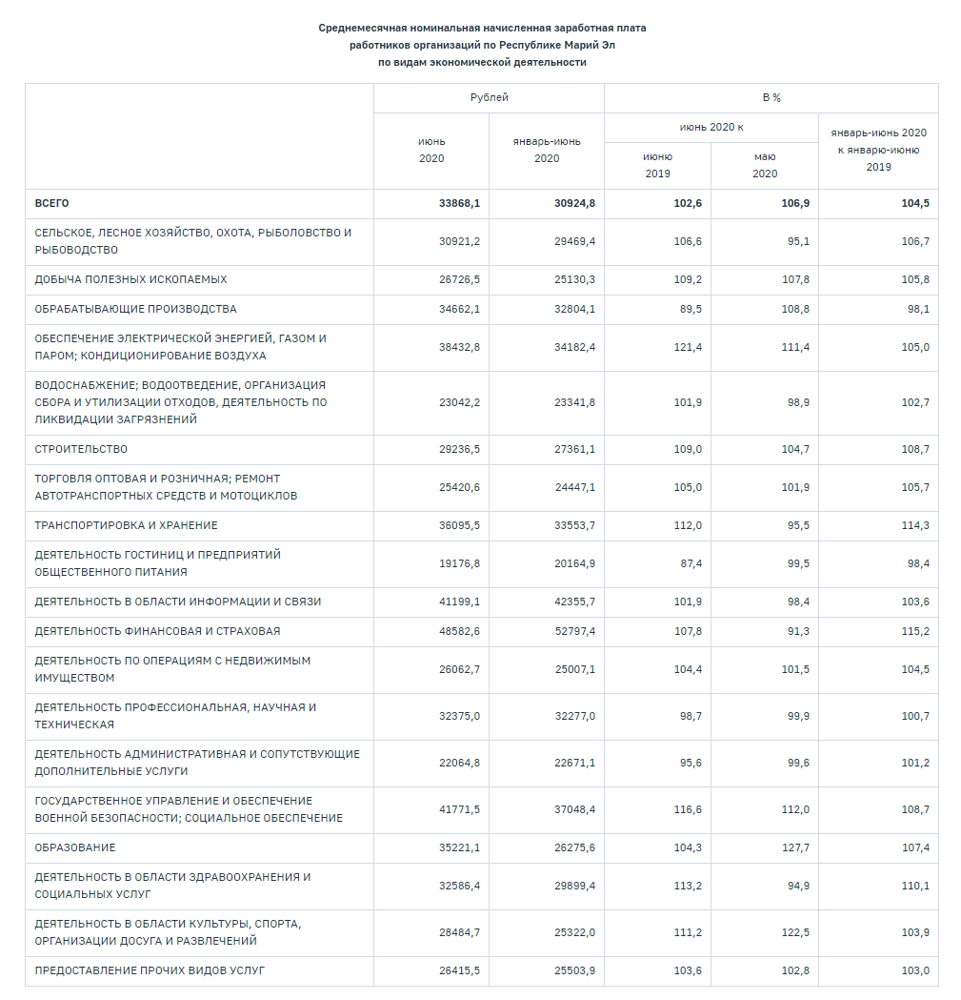 Среднемесячная номинальная начисленная заработная плата
работников организаций по Республике Марий Эл
по видам экономической деятельности
Рублей В %
июнь 2020 январь-июнь 2020 июнь 2020 к январь-июнь 2020 к январю-июню 2019
июню 2019 маю 2020
ВСЕГО 33868,1 30924,8 102,6 106,9 104,5
СЕЛЬСКОЕ, ЛЕСНОЕ ХОЗЯЙСТВО, ОХОТА, РЫБОЛОВСТВО И
РЫБОВОДСТВО 30921,2 29469,4 106,6 95,1 106,7
ДОБЫЧА ПОЛЕЗНЫХ ИСКОПАЕМЫХ 26726,5 25130,3 109,2 107,8 105,8
ОБРАБАТЫВАЮЩИЕ ПРОИЗВОДСТВА 34662,1 32804,1 89,5 108,8 98,1
ОБЕСПЕЧЕНИЕ ЭЛЕКТРИЧЕСКОЙ ЭНЕРГИЕЙ, ГАЗОМ И
ПАРОМ; КОНДИЦИОНИРОВАНИЕ ВОЗДУХА 38432,8 34182,4 121,4 111,4 105,0
ВОДОСНАБЖЕНИЕ; ВОДООТВЕДЕНИЕ, ОРГАНИЗАЦИЯ
СБОРА И УТИЛИЗАЦИИ ОТХОДОВ, ДЕЯТЕЛЬНОСТЬ ПО
ЛИКВИДАЦИИ ЗАГРЯЗНЕНИЙ 23042,2 23341,8 101,9 98,9 102,7
СТРОИТЕЛЬСТВО 29236,5 27361,1 109,0 104,7 108,7
ТОРГОВЛЯ ОПТОВАЯ И РОЗНИЧНАЯ; РЕМОНТ
АВТОТРАНСПОРТНЫХ СРЕДСТВ И МОТОЦИКЛОВ 25420,6 24447,1 105,0 101,9 105,7
ТРАНСПОРТИРОВКА И ХРАНЕНИЕ 36095,5 33553,7 112,0 95,5 114,3
ДЕЯТЕЛЬНОСТЬ ГОСТИНИЦ И ПРЕДПРИЯТИЙ
ОБЩЕСТВЕННОГО ПИТАНИЯ 19176,8 20164,9 87,4 99,5 98,4
ДЕЯТЕЛЬНОСТЬ В ОБЛАСТИ ИНФОРМАЦИИ И СВЯЗИ 41199,1 42355,7 101,9 98,4 103,6
ДЕЯТЕЛЬНОСТЬ ФИНАНСОВАЯ И СТРАХОВАЯ 48582,6 52797,4 107,8 91,3 115,2
ДЕЯТЕЛЬНОСТЬ ПО ОПЕРАЦИЯМ С НЕДВИЖИМЫМ
ИМУЩЕСТВОМ 26062,7 25007,1 104,4 101,5 104,5
ДЕЯТЕЛЬНОСТЬ ПРОФЕССИОНАЛЬНАЯ, НАУЧНАЯ И
ТЕХНИЧЕСКАЯ 32375,0 32277,0 98,7 99,9 100,7
ДЕЯТЕЛЬНОСТЬ АДМИНИСТРАТИВНАЯ И СОПУТСТВУЮЩИЕ
ДОПОЛНИТЕЛЬНЫЕ УСЛУГИ 22064,8 22671,1 95,6 99,6 101,2
ГОСУДАРСТВЕННОЕ УПРАВЛЕНИЕ И ОБЕСПЕЧЕНИЕ
ВОЕННОЙ БЕЗОПАСНОСТИ; СОЦИАЛЬНОЕ ОБЕСПЕЧЕНИЕ 41771,5 37048,4 116,6 112,0 108,7
ОБРАЗОВАНИЕ 35221,1 26275,6 104,3 127,7 107,4
ДЕЯТЕЛЬНОСТЬ В ОБЛАСТИ ЗДРАВООХРАНЕНИЯ И
СОЦИАЛЬНЫХ УСЛУГ 32586,4 29899,4 113,2 94,9 110,1
ДЕЯТЕЛЬНОСТЬ В ОБЛАСТИ КУЛЬТУРЫ, СПОРТА,
ОРГАНИЗАЦИИ ДОСУГА И РАЗВЛЕЧЕНИЙ 28484,7 25322,0 111,2 122,5 103,9
ПРЕДОСТАВЛЕНИЕ ПРОЧИХ ВИДОВ УСЛУГ 26415,5 25503,9 103,6 102,8 103,0